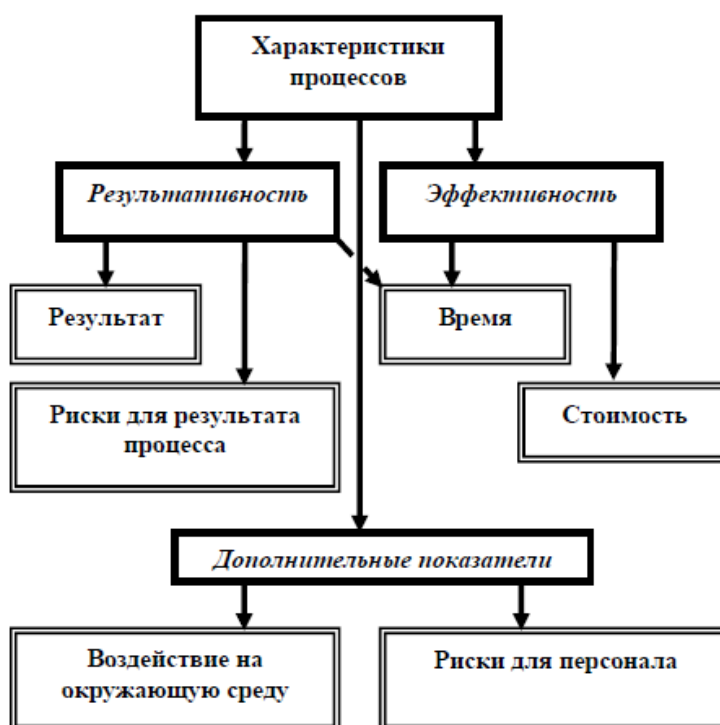 Характеристики
процессов
Результативность
Эффективность
Результат
Время
Риски для результата
процесса
Стоимость
Дополнительные показатели
Воздействие на
окружающую среду
Риски для персонала